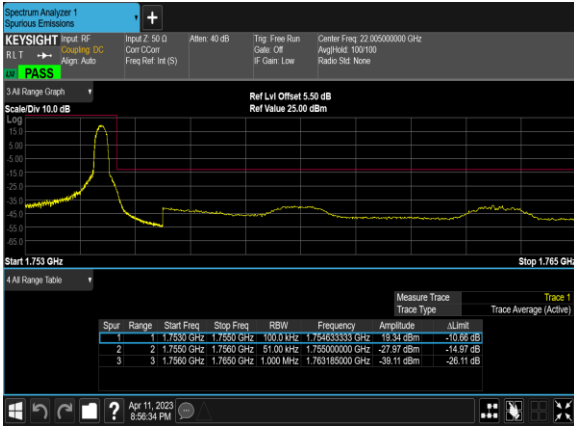 Spectrum Analyzer 1
Spurious Emissions
+
KEYSIGHT Input: RF Input Z: 50 Ω Atten: 40 dB Trig: Free Run Center Freq: 22.005000000 GHz
RLT Coupling: DC Corr CCorr Gate: Off Avg|Hold: 100/100
Align: Auto Freq Ref: Int (S) IF Gain: Low Radio Std: None
PASS
3 All Range Graph
Ref Lvl Offset 5.50 dB
Scale/Div 10.0 dB Ref Value 25.00 dBm
Log
15.0
5.00
-5.00
-15.0
-25.0
-35.0
-45.0
-55.0
-65.0
Start 1.753 GHz Stop 1.765 GHz
4 All Range Table
Measure Trace Trace 1
Trace Type Trace Average (Active)
Spur Range Start Freq Stop Freq RBW Frequency Amplitude ΔLimit
1 1 1.7530 GHz 1.7550 GHz 100.0 kHz 1.754633333 GHz 19.34 dBm -10.66 dB
2 2 1.7550 GHz 1.7560 GHz 51.00 kHz 1.755000000 GHz -27.97 dBm -14.97 dB
3 3 1.7560 GHz 1.7650 GHz 1.000 MHz 1.763185000 GHz -39.11 dBm -26.11 dB
? Apr 11, 2023
8:56:34 PM